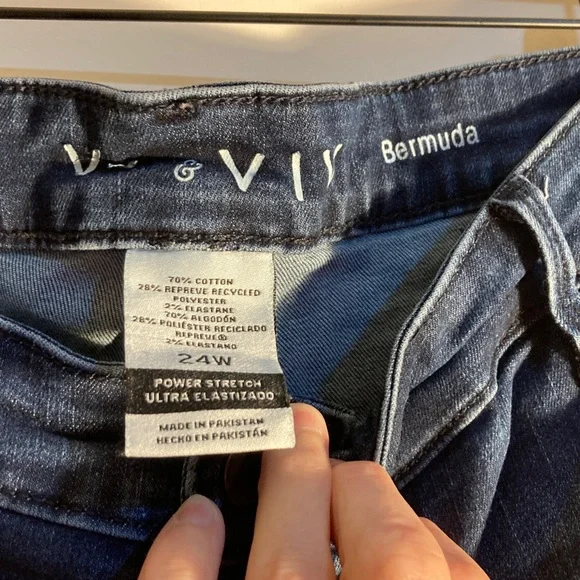 & V I V
Bermuda
70% COTTON
28% REPREVE RECYCLED
POLYESTER
2% ELASTANE
70% ALGODÓN
28% POLIÉSTER RECICLADO
REPREVE®
2% ELASTANO
24W
POWER STRETCH
ULTRA ELASTIZADO
MADE IN PAKISTAN
HECHO EN PAKISTÁN